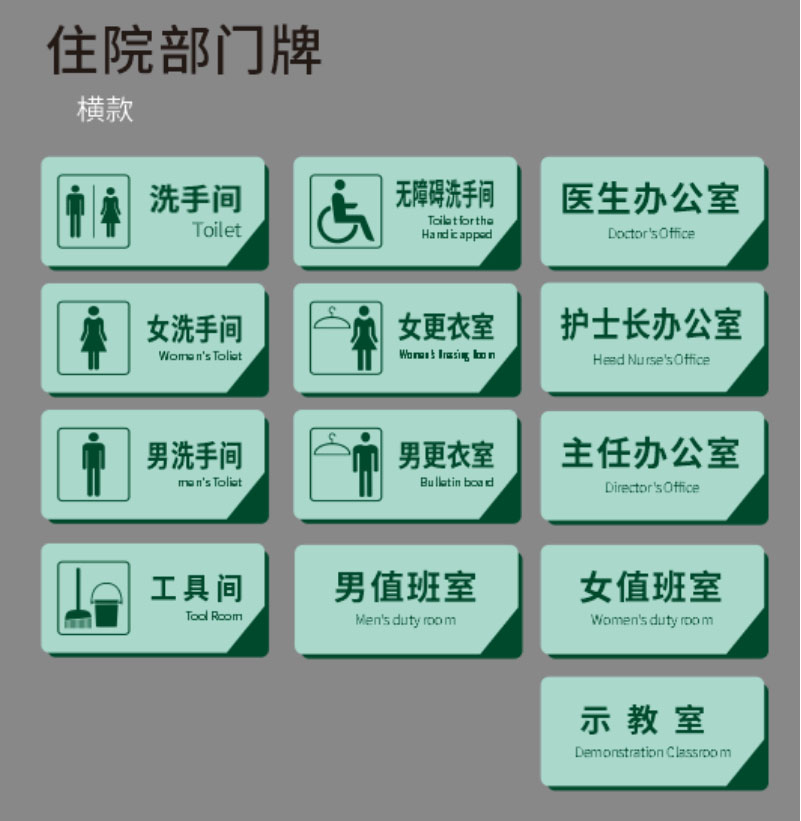 住院部门牌
横款
洗手间
Toilet
无障碍洗手间
Toilet for the
Handicapped
医生办公室
Doctor's Office
女洗手间
Women's Toliet
女更衣室
Women's Dressing Room
护士长办公室
Head Nurse's Office
男洗手间
men's Toliet
男更衣室
Bulletin board
主任办公室
Director's Office
工具间
Tool Room
男值班室
Men's duty room
女值班室
Women's duty room
示教室
Demonstration Classroom